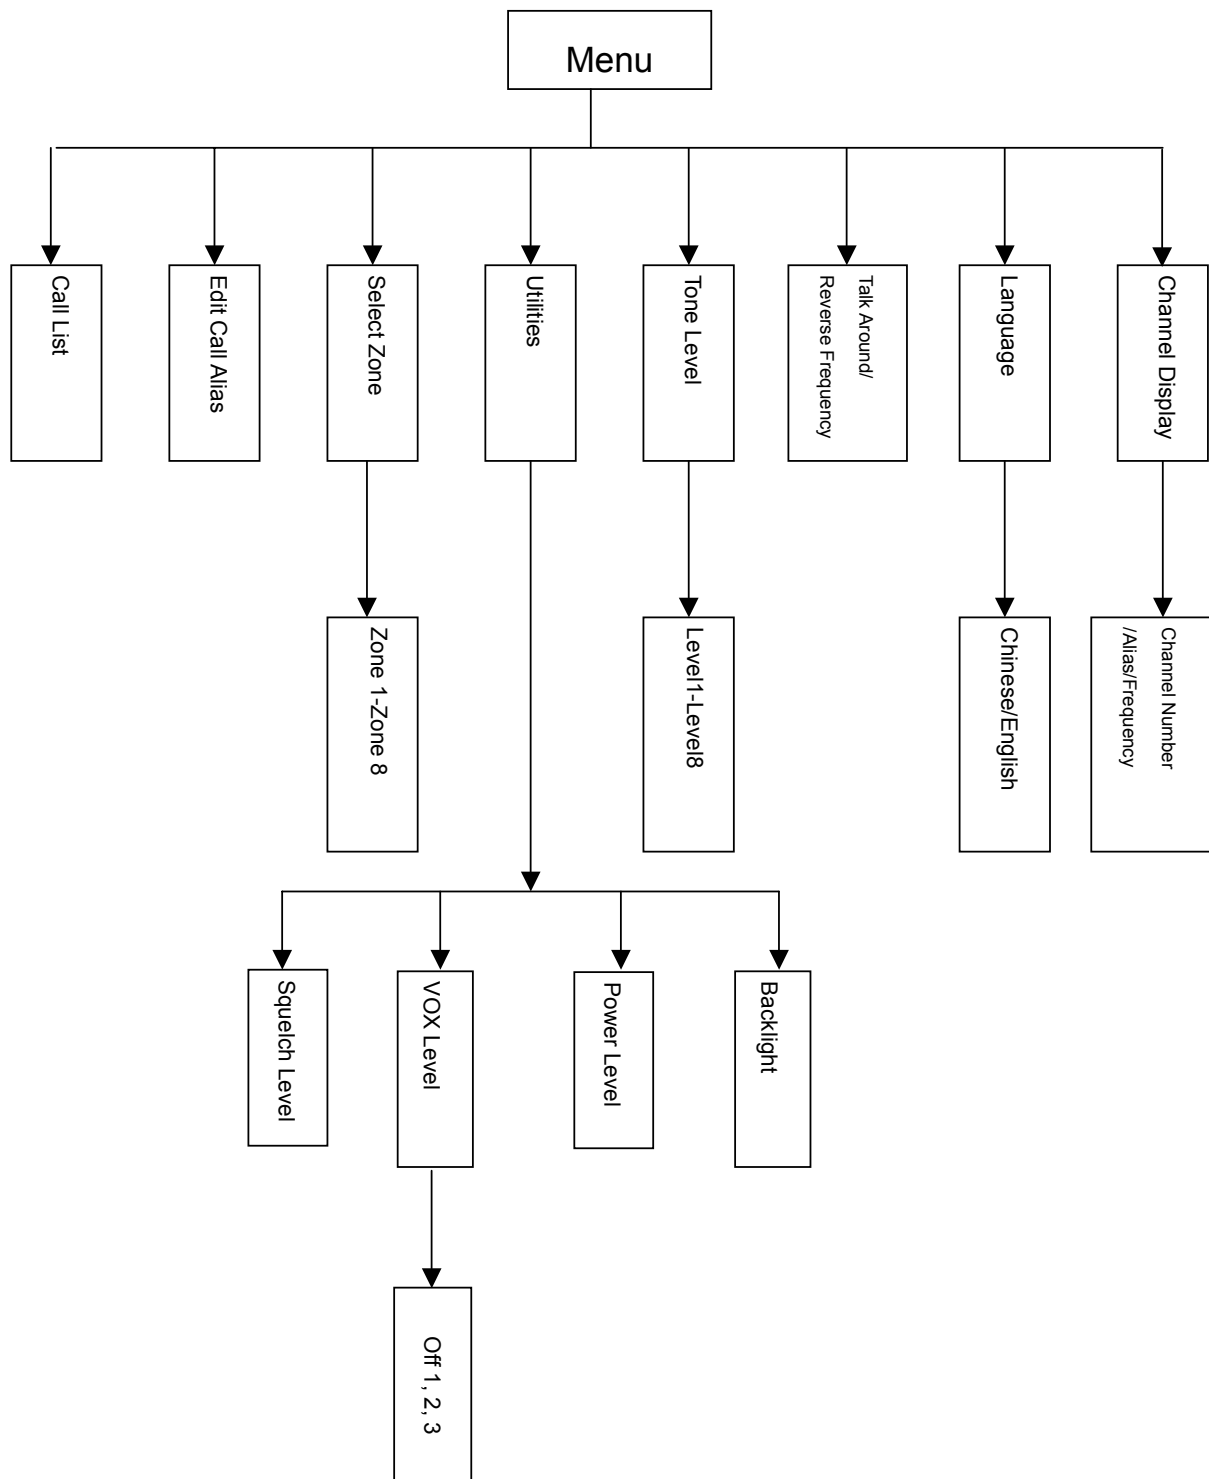 Menu
Call List
Edit Call Alias
Select Zone
Utilities
Tone Level
Talk Around/
Reverse Frequency
Language
Channel Display
Zone 1-Zone 8
Level1-Level8
Chinese/English
Channel Number
/Alias/Frequency
Squelch Level
VOX Level
Power Level
Backlight
Off 1, 2, 3